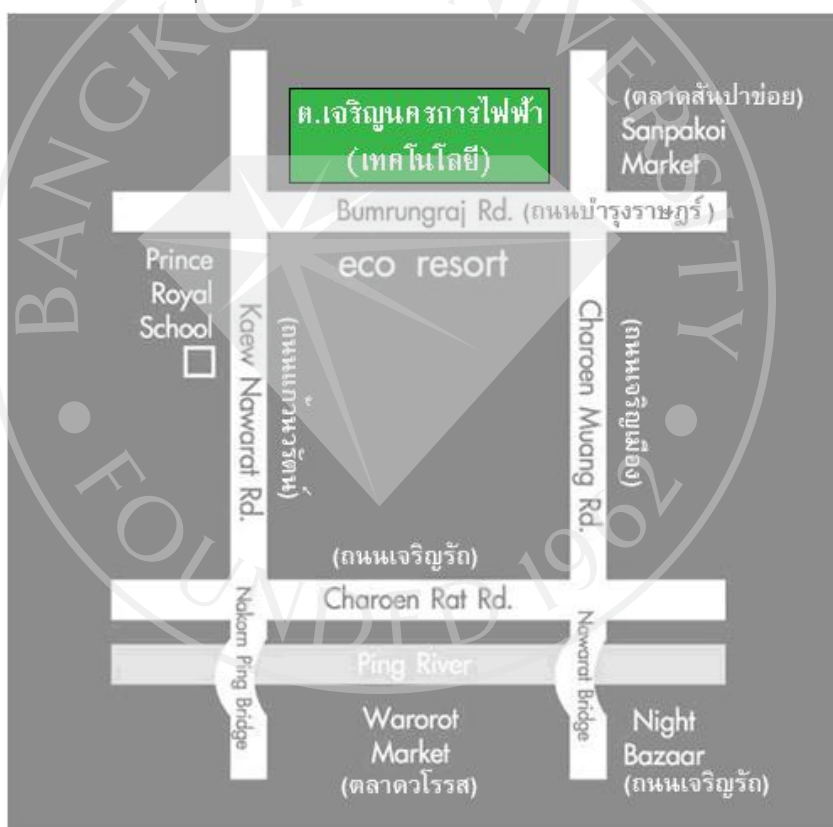 ต.เจริญนครการไฟฟ้า
(เทคโนโลยี)
(ตลาดสันป่าข่อย)
Sanpakoi
Market
Bumrungraj Rd. (ถนนบำรุงราษฎร์)
Prince
Royal
School
eco resort
Kaew Nawarat Rd.
(ถนนแก้วนวรัตน์)
Charoen Muang Rd.
(ถนนเจริญเมือง)
(ถนนเจริญรัถ)
Charoen Rat Rd.
Nakorn Ping Bridge
Ping River
Nawarat Bridge
Warorot
Market
(ตลาดวโรรส)
Night
Bazaar
(ถนนเจริญรัถ)
BANGKOK UNIVERSITY
FOUNDED 1962